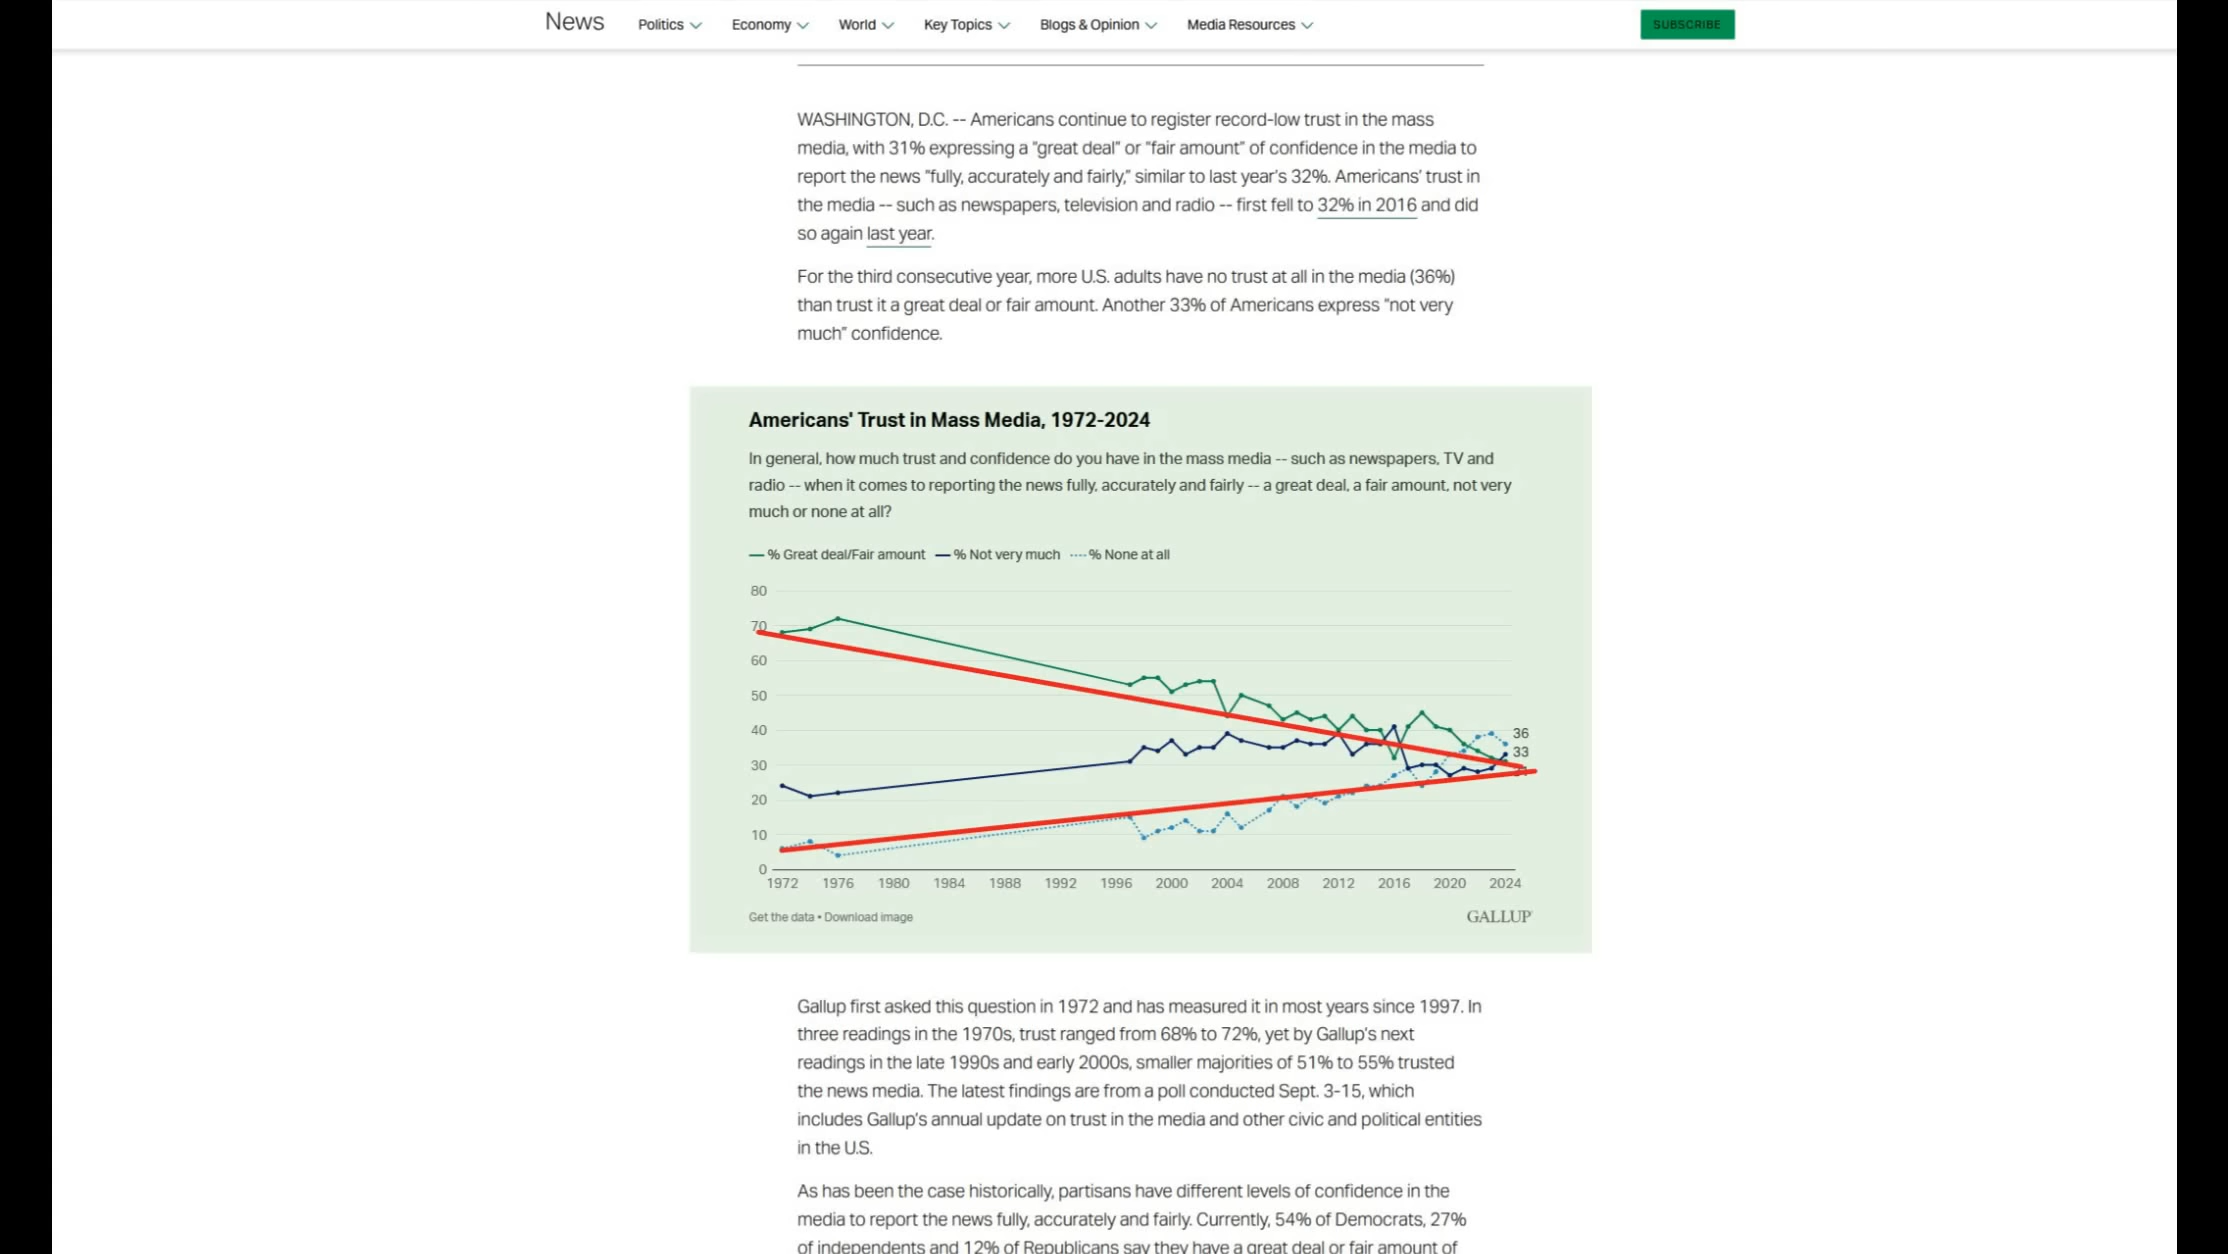 News
Politics
Economy
World
Key Topics
Blogs & Opinion
Media Resources
SUBSCRIBE
WASHINGTON, D.C. -- Americans continue to register record-low trust in the mass
media, with 31% expressing a "great deal" or "fair amount" of confidence in the media to
report the news "fully, accurately and fairly," similar to last year's 32%. Americans' trust in
the media -- such as newspapers, television and radio -- first fell to 32% in 2016 and did
so again last year.
For the third consecutive year, more U.S. adults have no trust at all in the media (36%)
than trust it a great deal or fair amount. Another 33% of Americans express "not very
much" confidence.
Americans' Trust in Mass Media, 1972-2024
In general, how much trust and confidence do you have in the mass media -- such as newspapers, TV and
radio -- when it comes to reporting the news fully, accurately and fairly -- a great deal, a fair amount, not very
much or none at all?
% Great deal/Fair amount % Not very much % None at all
80
70
60
50
40
30
20
10
0
36
33
1972 1976 1980 1984 1988 1992 1996 2000 2004 2008 2012 2016 2020 2024
Get the data • Download image
GALLUP
Gallup first asked this question in 1972 and has measured it in most years since 1997. In
three readings in the 1970s, trust ranged from 68% to 72%, yet by Gallup's next
readings in the late 1990s and early 2000s, smaller majorities of 51% to 55% trusted
the news media. The latest findings are from a poll conducted Sept. 3-15, which
includes Gallup's annual update on trust in the media and other civic and political entities
in the U.S.
As has been the case historically, partisans have different levels of confidence in the
media to report the news fully, accurately and fairly. Currently, 54% of Democrats, 27%
of independents and 12% of Republicans say they have a great deal or fair amount of